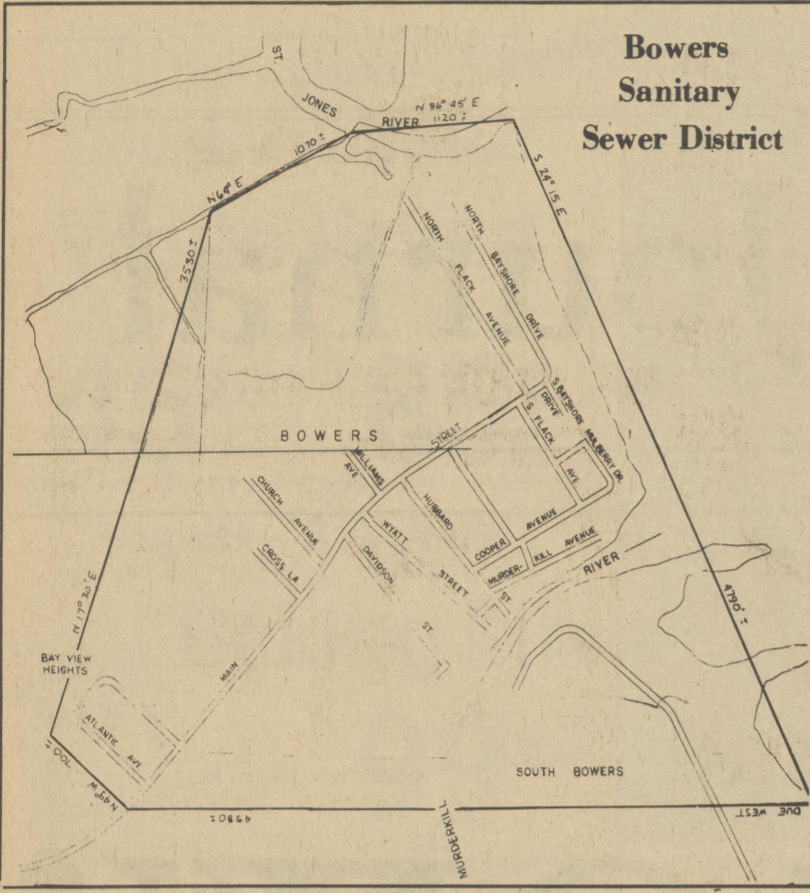 Bowers
Sanitary
Sewer District
ST.
JONES
RIVER
N 86° 45' E
1120' ±
1070 ±
N 64° E
S 24° 15 E
3530 ±
NORTH
FLACK
AVENUE
NORTH
BAYSHORE
DRIVE
S BAYSHORE
DRIVE
S FLACK
AVE
MULBERRY DR.
BOWERS
STREET
WILLIAMS
AVE
CHURCH
AVENUE
CROSS LA
HUBBARD
WYATT
STREET
DAVIDSON
ST
COOPER
AVENUE
MURDER-
KILL AVENUE
ST
RIVER
N 17° 30' E
4790' ±
BAY VIEW
HEIGHTS
MAIN
ATLANTIC AVE
700 ±
N 49° W
4980 ±
SOUTH BOWERS
MURDERKILL
DUE WEST